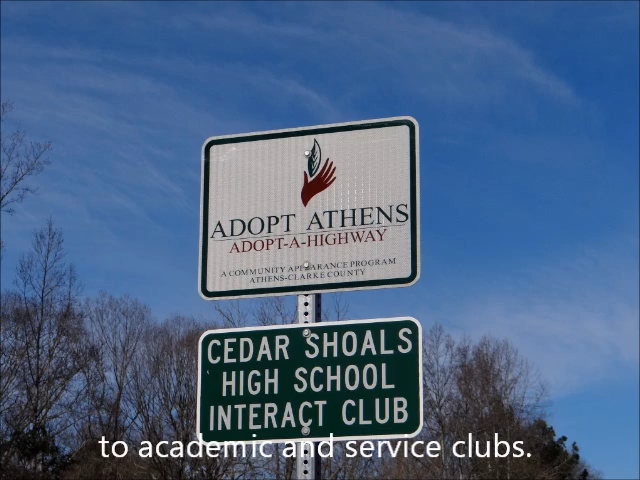 ADOPT ATHENS
ADOPT-A-HIGHWAY
A COMMUNITY APPEARANCE PROGRAM
ATHENS-CLARKE COUNTY
CEDAR SHOALS
HIGH SCHOOL
INTERACT CLUB
to academic and service clubs.